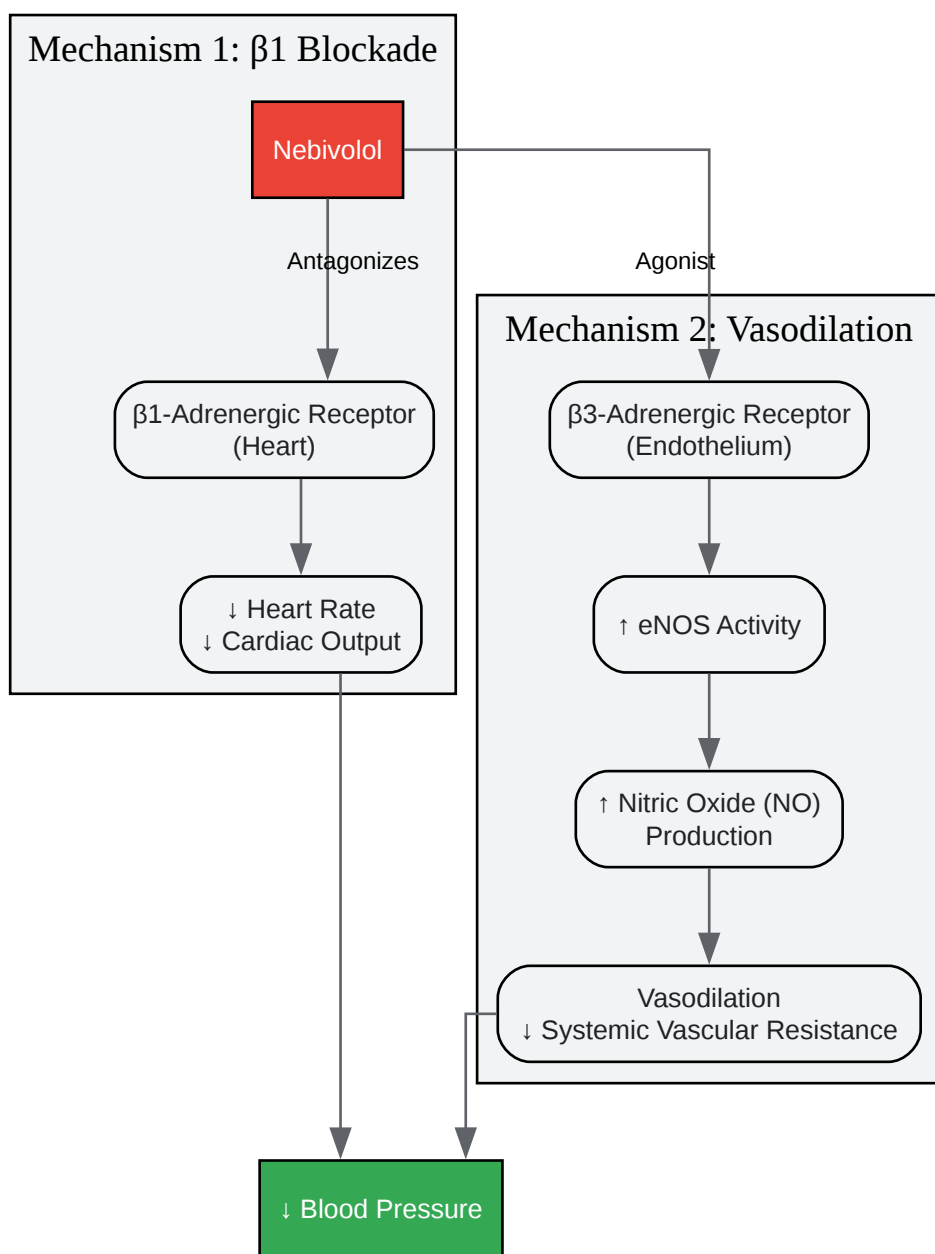 Mechanism 1: β1 Blockade
Nebivolol
Antagonizes
Agonist
Mechanism 2: Vasodilation
β1-Adrenergic Receptor
(Heart)
β3-Adrenergic Receptor
(Endothelium)
↓ Heart Rate
↓ Cardiac Output
↑ eNOS Activity
↑ Nitric Oxide (NO)
Production
Vasodilation
↓ Systemic Vascular Resistance
↓ Blood Pressure